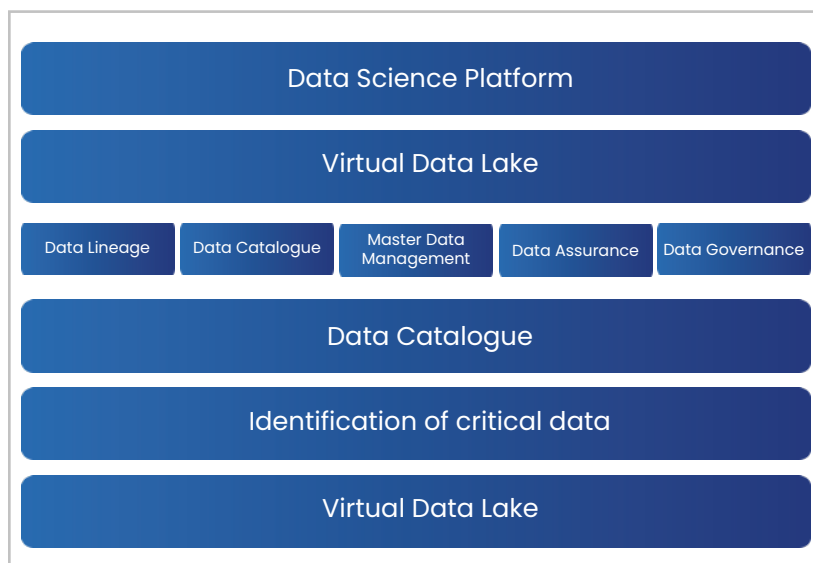 Data Science Platform
Virtual Data Lake
Data Lineage
Data Catalogue
Master Data
Management
Data Assurance
Data Governance
Data Catalogue
Identification of critical data
Virtual Data Lake